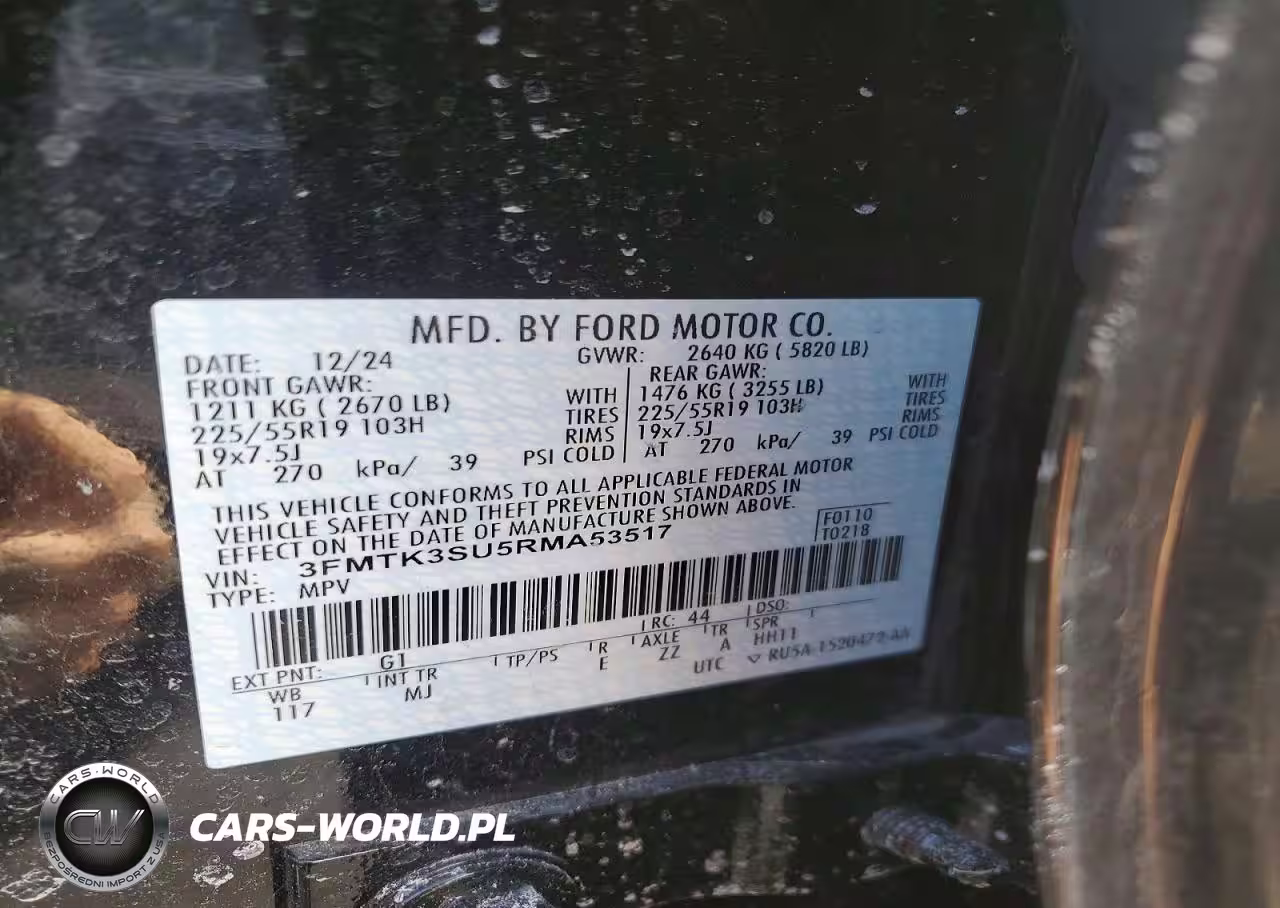 MFD. BY FORD MOTOR CO.
DATE: 12/24 GVWR: 2640 KG ( 5820 LB)
FRONT GAWR: REAR GAWR:
1211 KG ( 2670 LB) WITH 1476 KG ( 3255 LB) WITH
225/55R19 103H TIRES 225/55R19 103H TIRES
19x7.5J RIMS 19x7.5J RIMS
AT 270 kPa/ 39 PSI COLD AT 270 kPa/ 39 PSI COLD
THIS VEHICLE CONFORMS TO ALL APPLICABLE FEDERAL MOTOR
VEHICLE SAFETY AND THEFT PREVENTION STANDARDS IN
EFFECT ON THE DATE OF MANUFACTURE SHOWN ABOVE.
F0110
T0218
VIN: 3FMTK3SU5RMA53517
TYPE: MPV
EXT PNT: G1 RC: 44 DSO:
WB INT TR TP/PS R AXLE TR SPR
117 MJ E ZZ A HH11
UTC RU5A-1520472-AA
CARS-WORLD
CW
BEZPOŚREDNI IMPORT Z USA
CARS-WORLD.PL